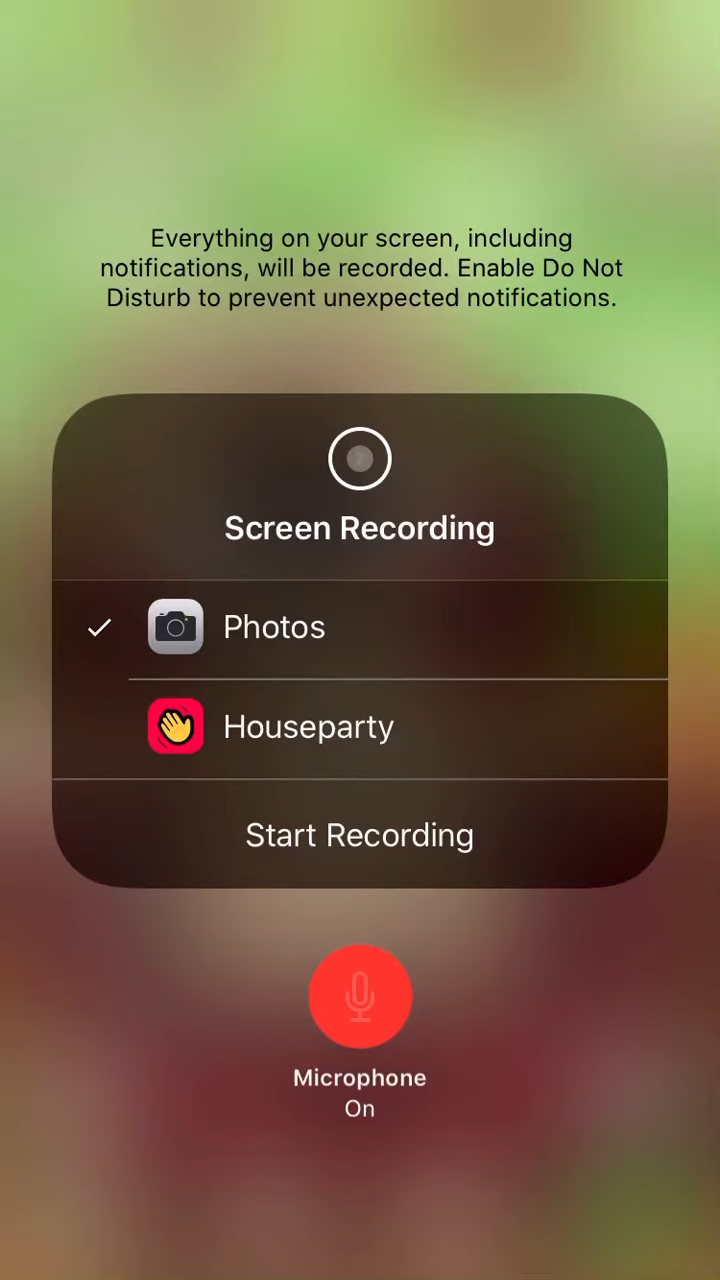 Everything on your screen, including
notifications, will be recorded. Enable Do Not
Disturb to prevent unexpected notifications.
Screen Recording
Photos
Houseparty
Start Recording
Microphone
On